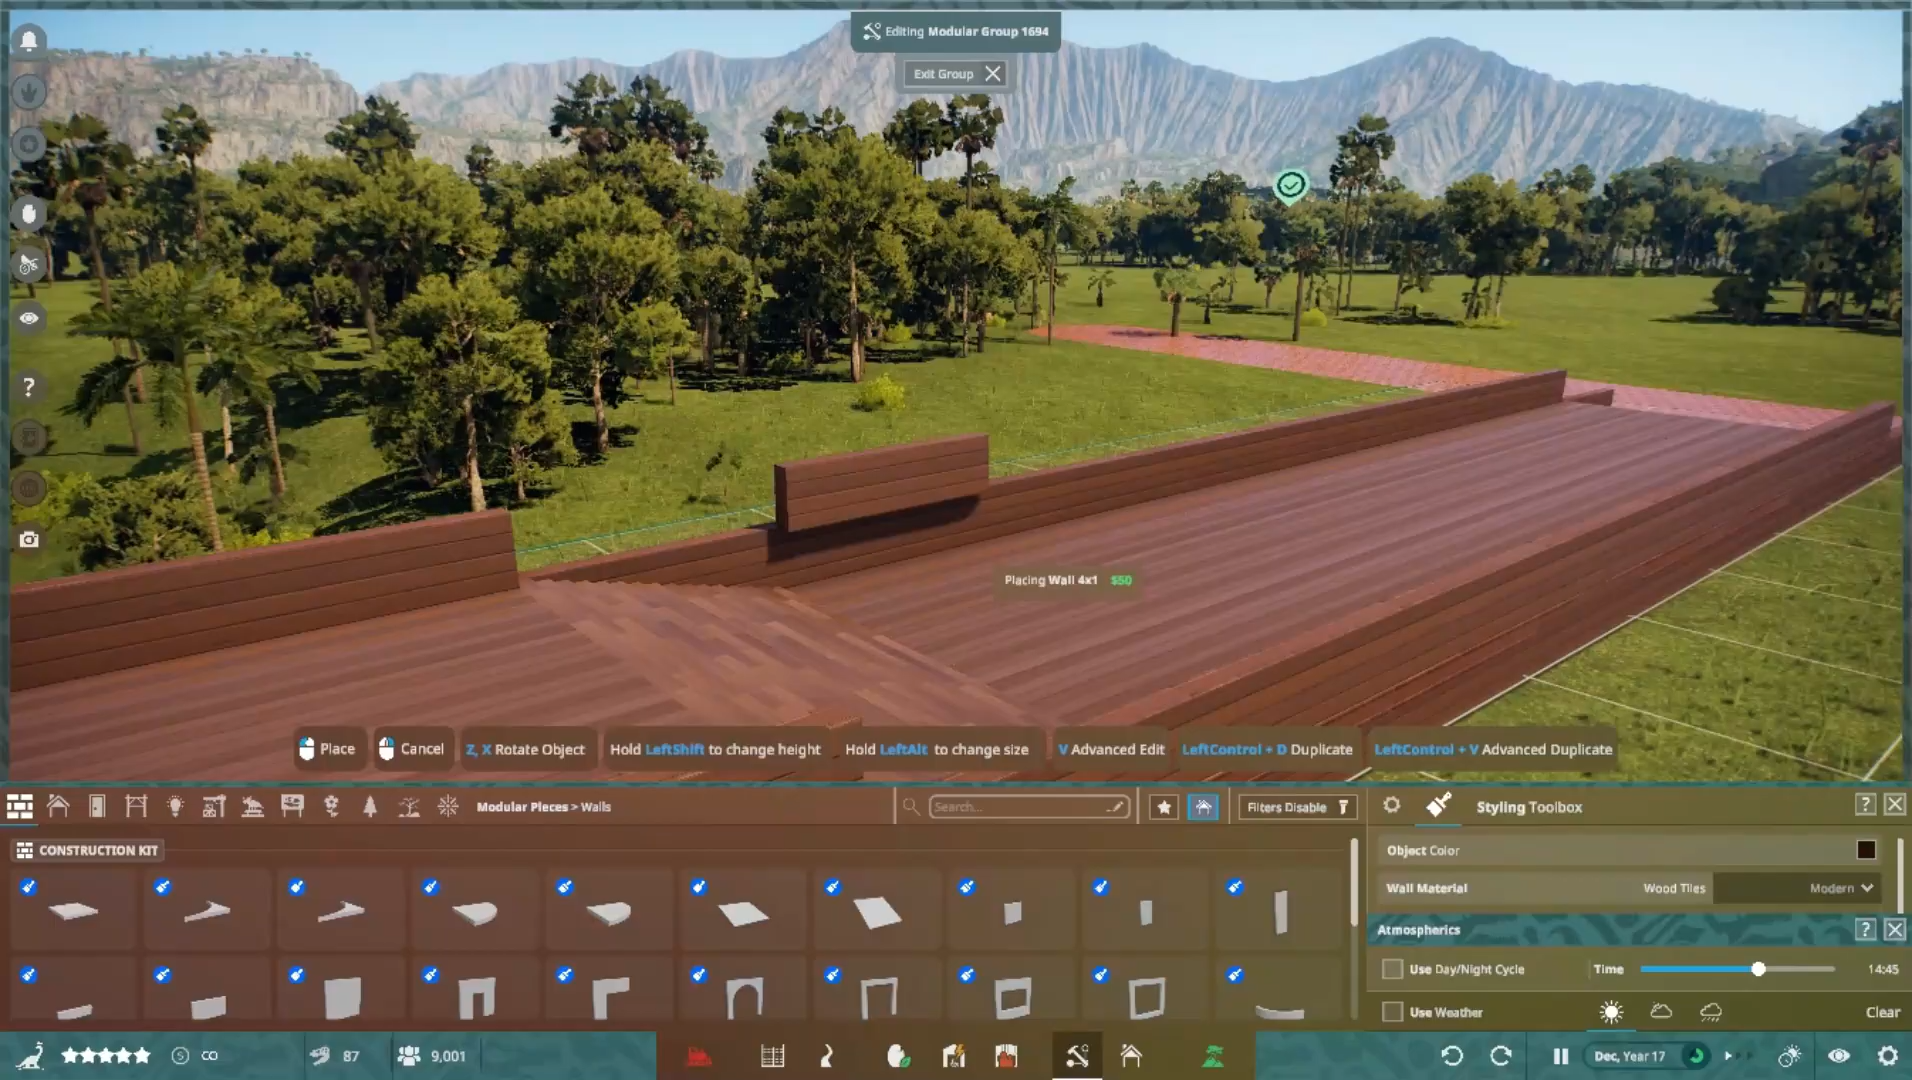 Editing Modular Group 1694
Exit Group
Placing Wall 4x1 $50
Place
Cancel
Z, X Rotate Object
Hold LeftShift to change height
Hold LeftAlt to change size
V Advanced Edit
LeftControl + D Duplicate
LeftControl + V Advanced Duplicate
Modular Pieces > Walls
Search...
Filters Disable
Styling Toolbox
?
CONSTRUCTION KIT
Object Color
Wall Material Wood Tiles Modern
Atmospherics
?
Use Day/Night Cycle Time 14:45
Use Weather Clear
87
9,001
Dec, Year 17